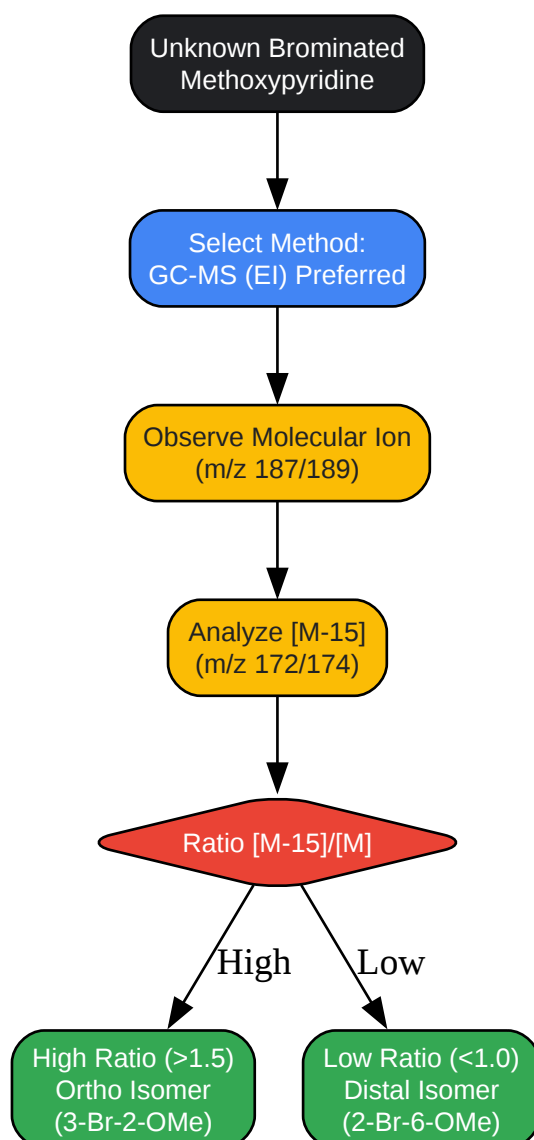 Unknown Brominated
Methoxypyridine
Select Method:
GC-MS (EI) Preferred
Observe Molecular Ion
(m/z 187/189)
Analyze [M-15]
(m/z 172/174)
Ratio [M-15]/[M]
High
Low
High Ratio (>1.5)
Ortho Isomer
(3-Br-2-OMe)
Low Ratio (<1.0)
Distal Isomer
(2-Br-6-OMe)